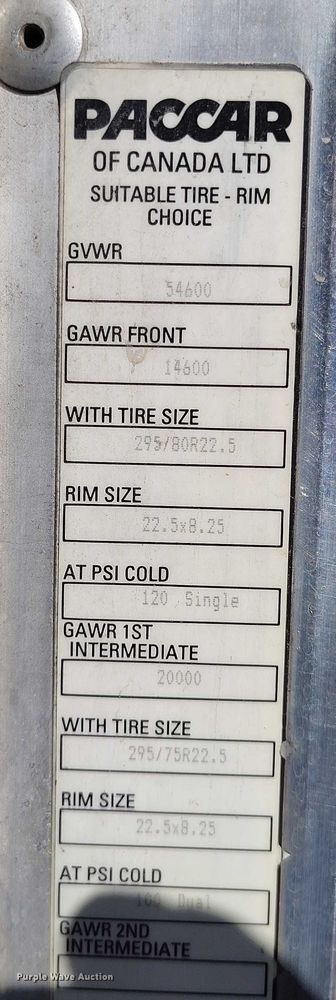 PACCAR
OF CANADA LTD
SUITABLE TIRE - RIM
CHOICE
GVWR
54600
GAWR FRONT
14600
WITH TIRE SIZE
295/80R22.5
RIM SIZE
22.5x8.25
AT PSI COLD
120 Single
GAWR 1ST
INTERMEDIATE
20000
WITH TIRE SIZE
295/75R22.5
RIM SIZE
22.5x8.25
AT PSI COLD
Dual
GAWR 2ND
INTERMEDIATE
Purple Wave Auction